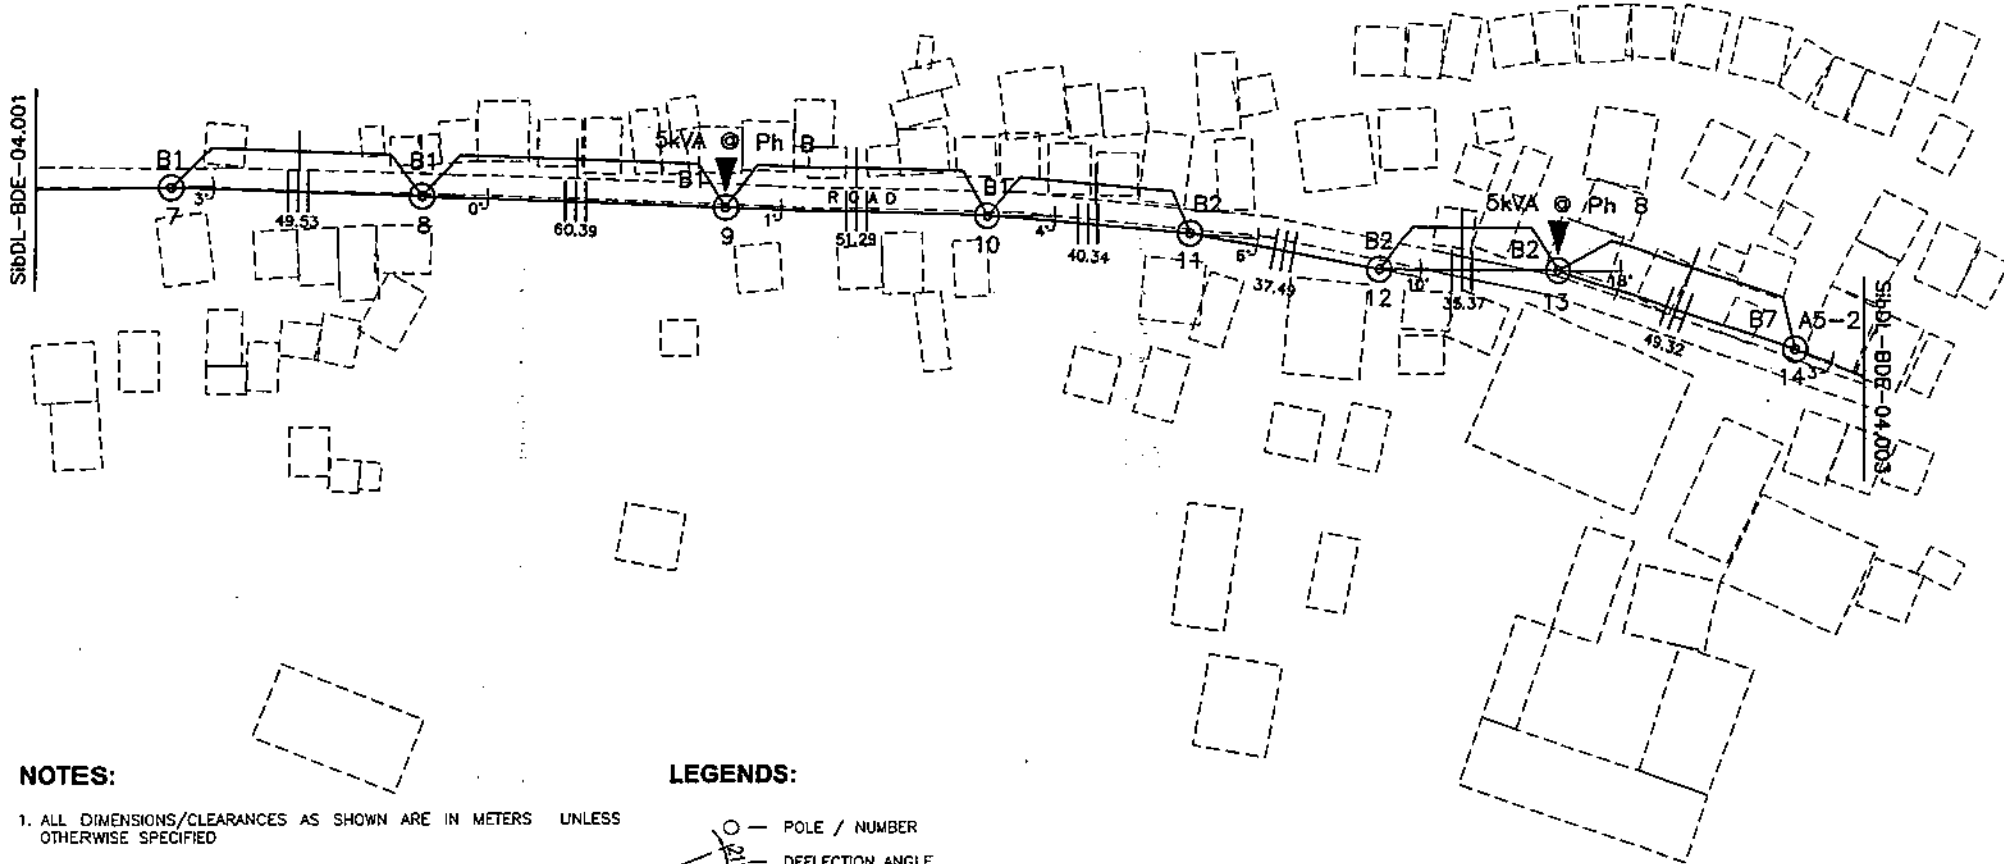 SibDL-BDE-04.001
B1
7
3°
49.53
B1
8
0°
60.39
5kVA @ Ph B
B1
9
1°
ROAD
51.29
B1
10
4°
40.34
B2
11
6°
37.49
B2
12
10°
35.37
5kVA @ Ph B
B2
13
18°
49.32
B7 A5-2
14
3°
SibDL-BDE-04.003
NOTES:
1. ALL DIMENSIONS/CLEARANCES AS SHOWN ARE IN METERS UNLESS
OTHERWISE SPECIFIED
LEGENDS:
POLE / NUMBER
DEFLECTION ANGLE